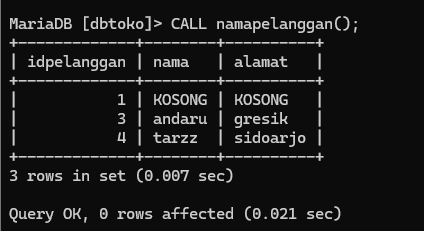 MariaDB [dbtoko]> CALL namapelanggan();
+-------------+--------+----------+
| idpelanggan | nama   | alamat   |
+-------------+--------+----------+
|           1 | KOSONG | KOSONG   |
|           3 | andaru | gresik   |
|           4 | tarzz  | sidoarjo |
+-------------+--------+----------+
3 rows in set (0.007 sec)
Query OK, 0 rows affected (0.021 sec)